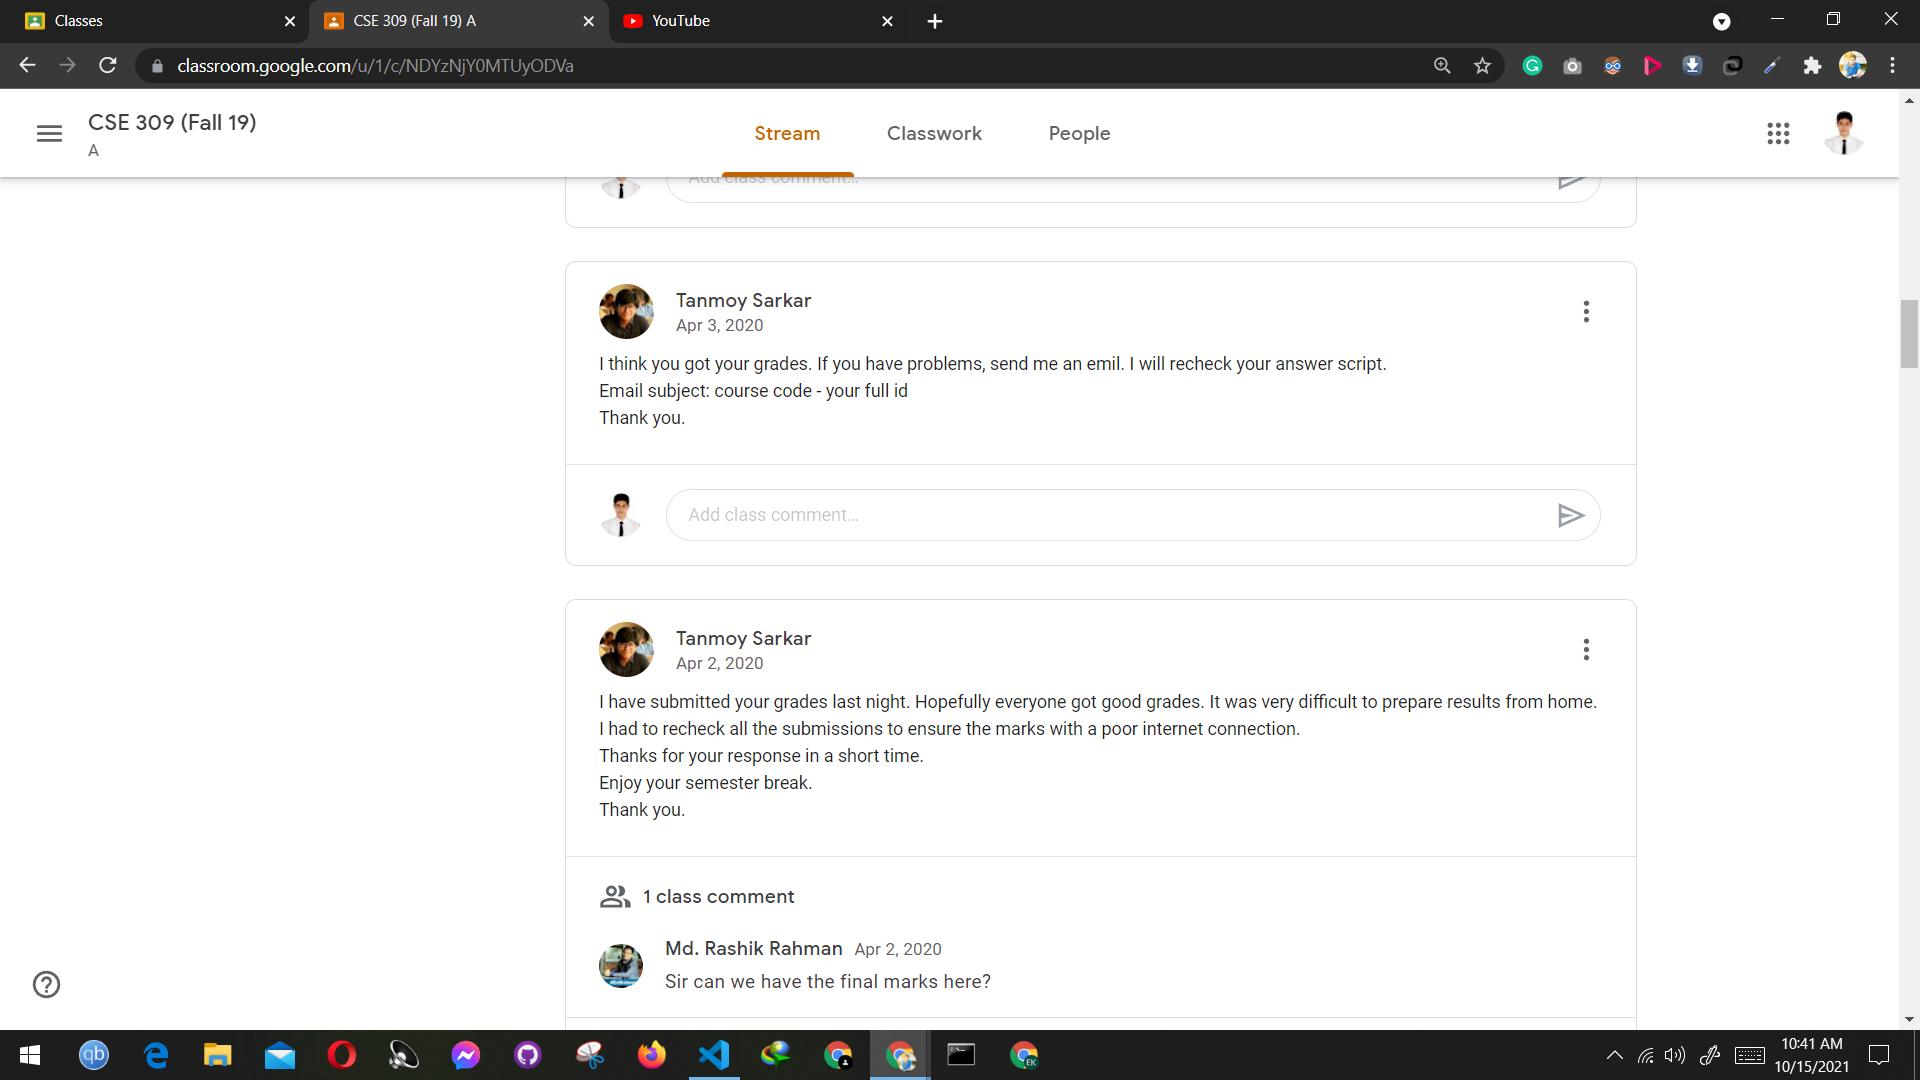 Classes
CSE 309 (Fall 19) A
YouTube
classroom.google.com/u/1/c/NDYzNjY0MTUyODVa
CSE 309 (Fall 19)
A
Stream
Classwork
People
Add class comment...
Tanmoy Sarkar
Apr 3, 2020
I think you got your grades. If you have problems, send me an emil. I will recheck your answer script.
Email subject: course code - your full id
Thank you.
Add class comment...
Tanmoy Sarkar
Apr 2, 2020
I have submitted your grades last night. Hopefully everyone got good grades. It was very difficult to prepare results from home.
I had to recheck all the submissions to ensure the marks with a poor internet connection.
Thanks for your response in a short time.
Enjoy your semester break.
Thank you.
1 class comment
Md. Rashik Rahman Apr 2, 2020
Sir can we have the final marks here?
qb
EK
10:41 AM
10/15/2021